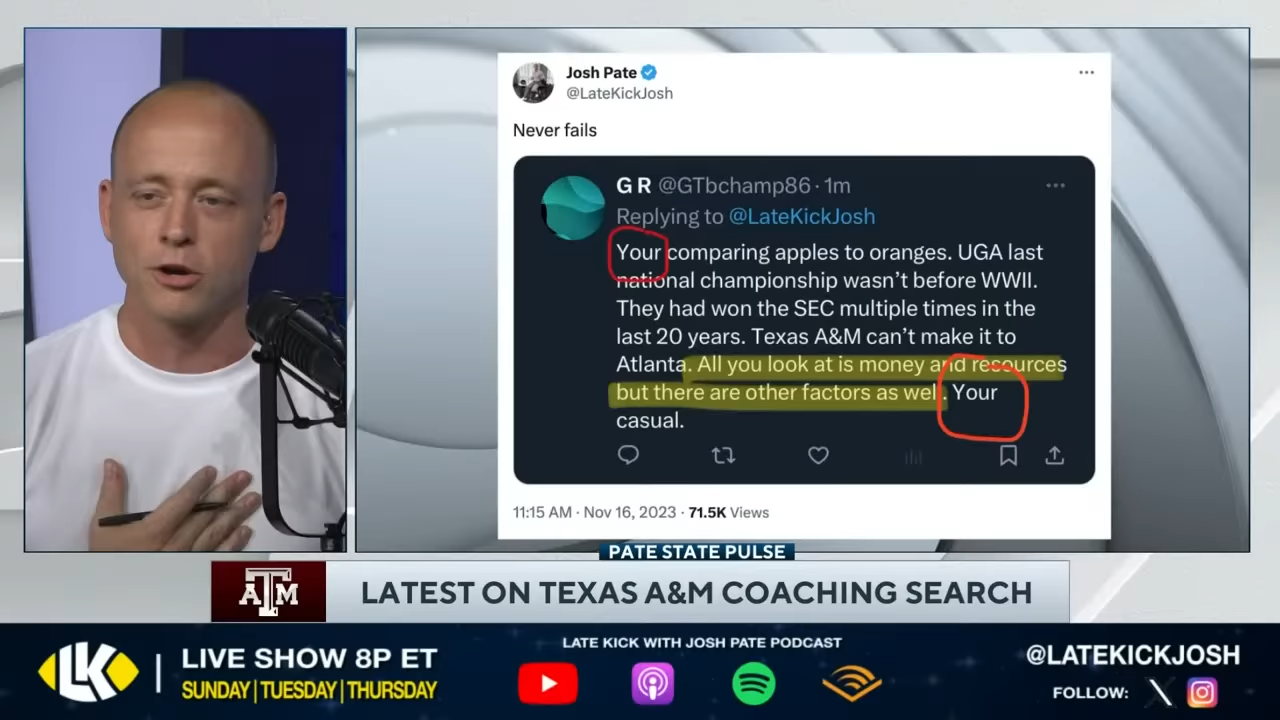 Josh Pate
@LateKickJosh
Never fails
G R @GTbchamp86 · 1m
Replying to @LateKickJosh
Your comparing apples to oranges. UGA last
national championship wasn't before WWII.
They had won the SEC multiple times in the
last 20 years. Texas A&M can't make it to
Atlanta. All you look at is money and resources
but there are other factors as well. Your
casual.
11:15 AM · Nov 16, 2023 · 71.5K Views
PATE STATE PULSE
ATM
LATEST ON TEXAS A&M COACHING SEARCH
LK
LIVE SHOW 8P ET
SUNDAY|TUESDAY|THURSDAY
LATE KICK WITH JOSH PATE PODCAST
@LATEKICKJOSH
FOLLOW: